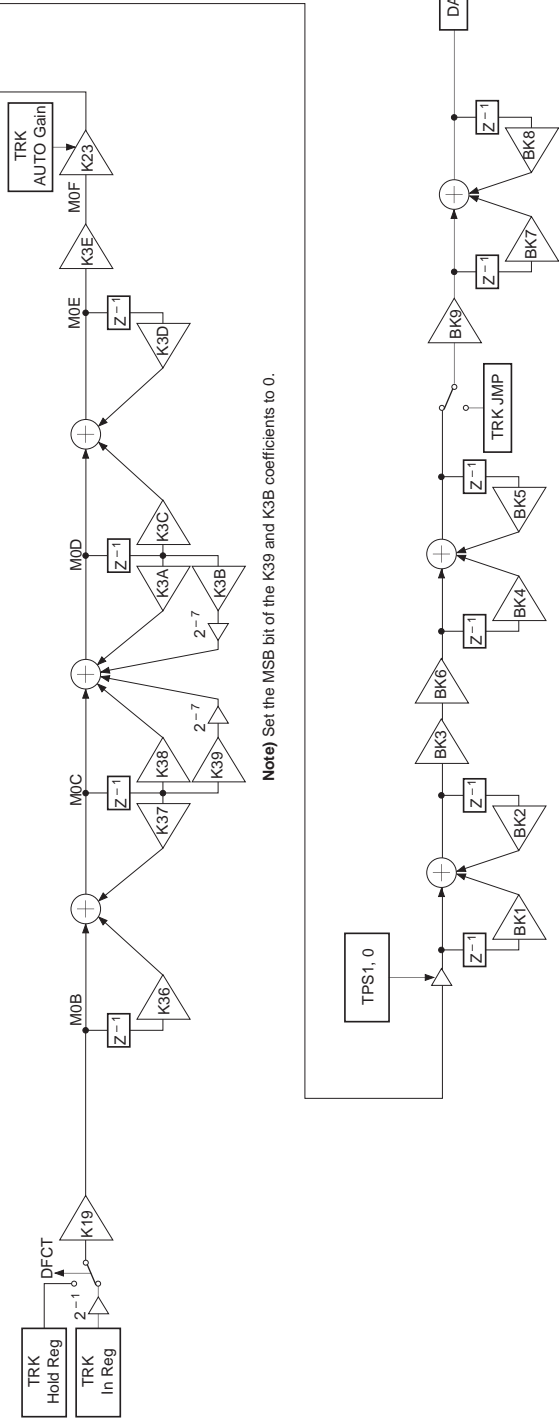 TRK
Hold Reg
TRK
In Reg
2⁻¹
DFCT
K19
M0B
Z⁻¹
K36
K37
M0C
Z⁻¹
K38
K39
2⁻⁷
2⁻⁷
K3A
K3B
M0D
Z⁻¹
K3C
K3D
M0E
Z⁻¹
K3E
M0F
K23
TRK
AUTO Gain
Note) Set the MSB bit of the K39 and K3B coefficients to 0.
TPS1, 0
Z⁻¹
BK1
BK2
Z⁻¹
BK3
BK6
Z⁻¹
BK4
BK5
Z⁻¹
TRK JMP
BK9
Z⁻¹
BK7
BK8
Z⁻¹
DA